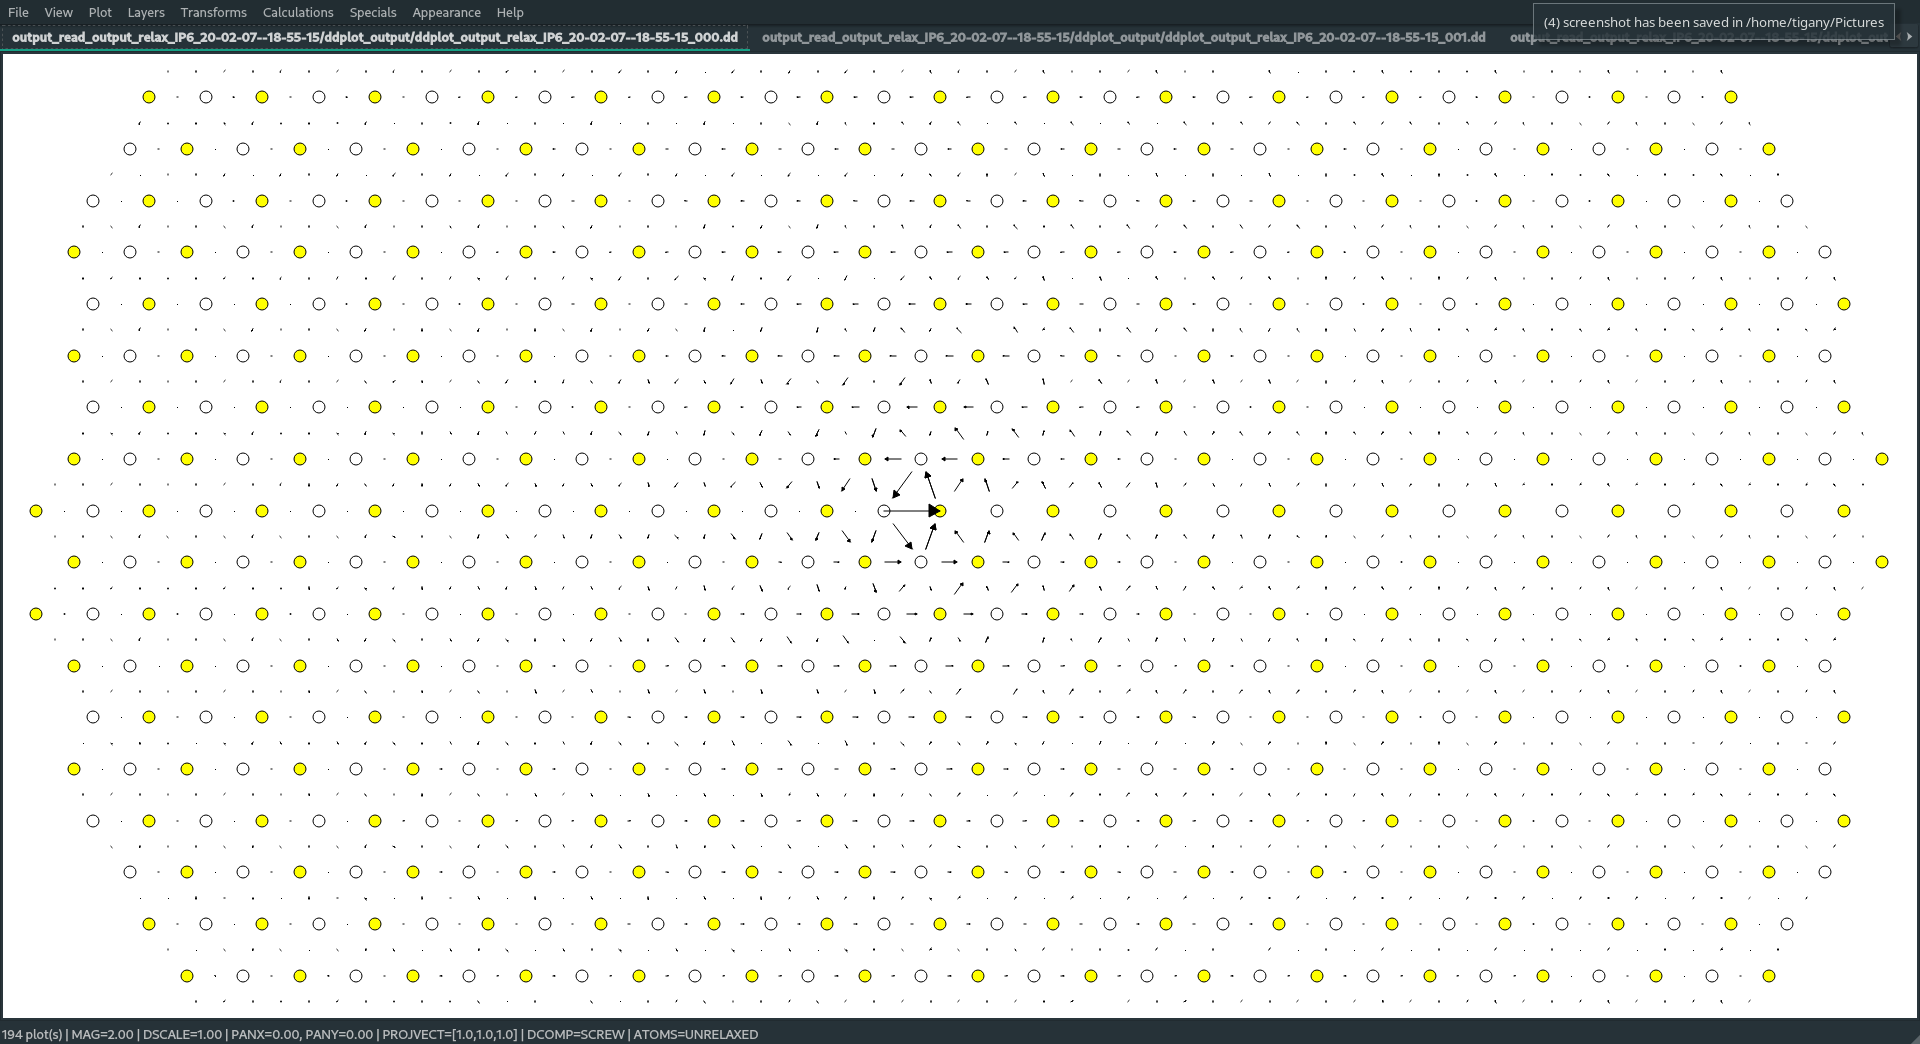 File View Plot Layers Transforms Calculations Specials Appearance Help
(4) screenshot has been saved in /home/tigany/Pictures
output_read_output_relax_IP6_20-02-07--18-55-15/ddplot_output/ddplot_output_relax_IP6_20-02-07--18-55-15_000.dd output_read_output_relax_IP6_20-02-07--18-55-15/ddplot_output/ddplot_output_relax_IP6_20-02-07--18-55-15_001.dd output_read_output_relax_IP6_20-02-07--18-55-15/ddplot_out
194 plot(s) | MAG=2.00 | DSCALE=1.00 | PANX=0.00, PANY=0.00 | PROJVECT=[1.0,1.0,1.0] | DCOMP=SCREW | ATOMS=UNRELAXED